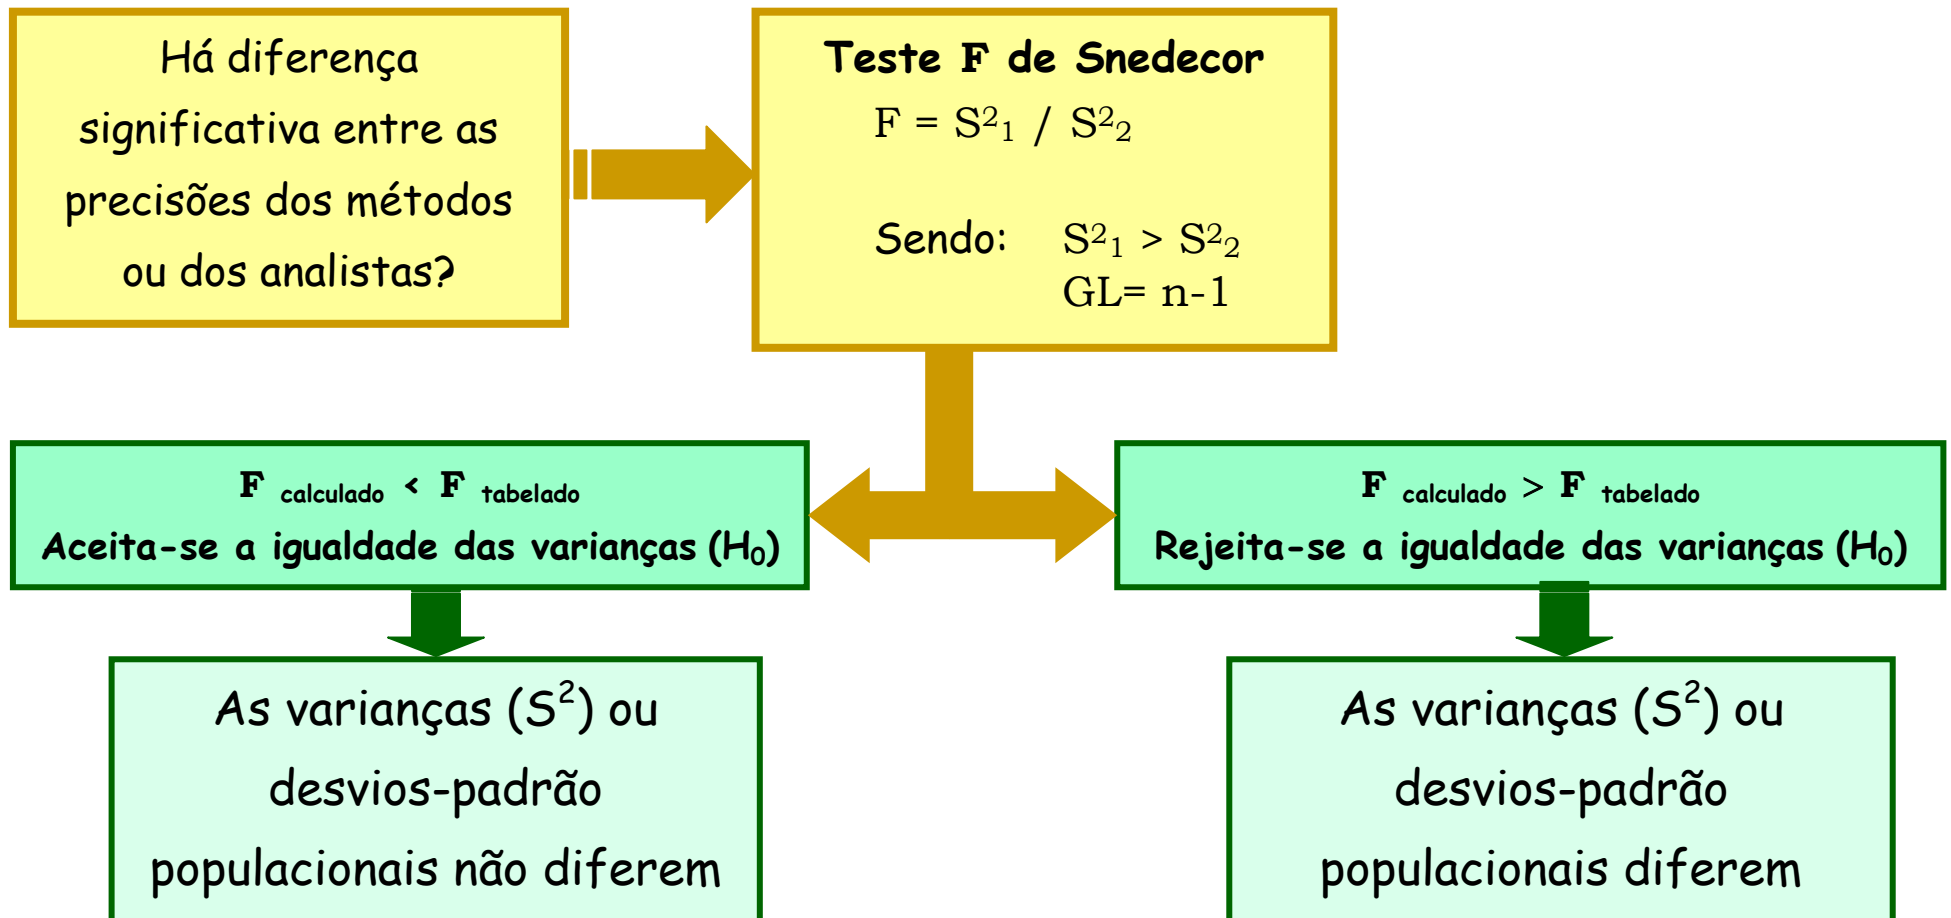 Há diferença
significativa entre as
precisões dos métodos
ou dos analistas?
Teste F de Snedecor
F = S²₁ / S²₂
Sendo: S²₁ > S²₂
GL= n-1
F calculado < F tabelado
Aceita-se a igualdade das varianças (H₀)
F calculado > F tabelado
Rejeita-se a igualdade das varianças (H₀)
As varianças (S²) ou
desvios-padrão
populacionais não diferem
As varianças (S²) ou
desvios-padrão
populacionais diferem